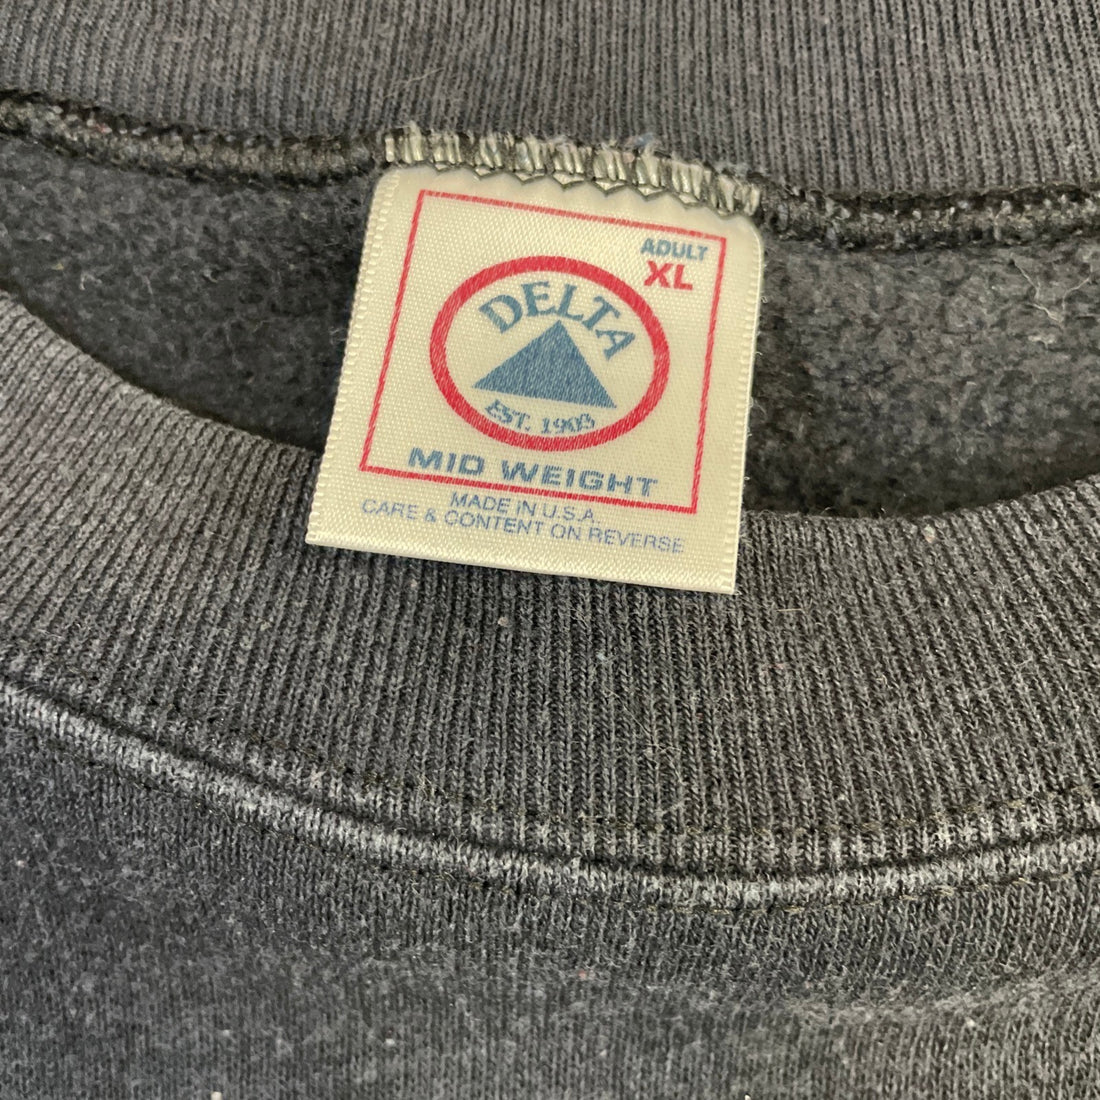 ADULT
XL
DELTA
EST. 1903
MID WEIGHT
MADE IN U.S.A.
CARE & CONTENT ON REVERSE